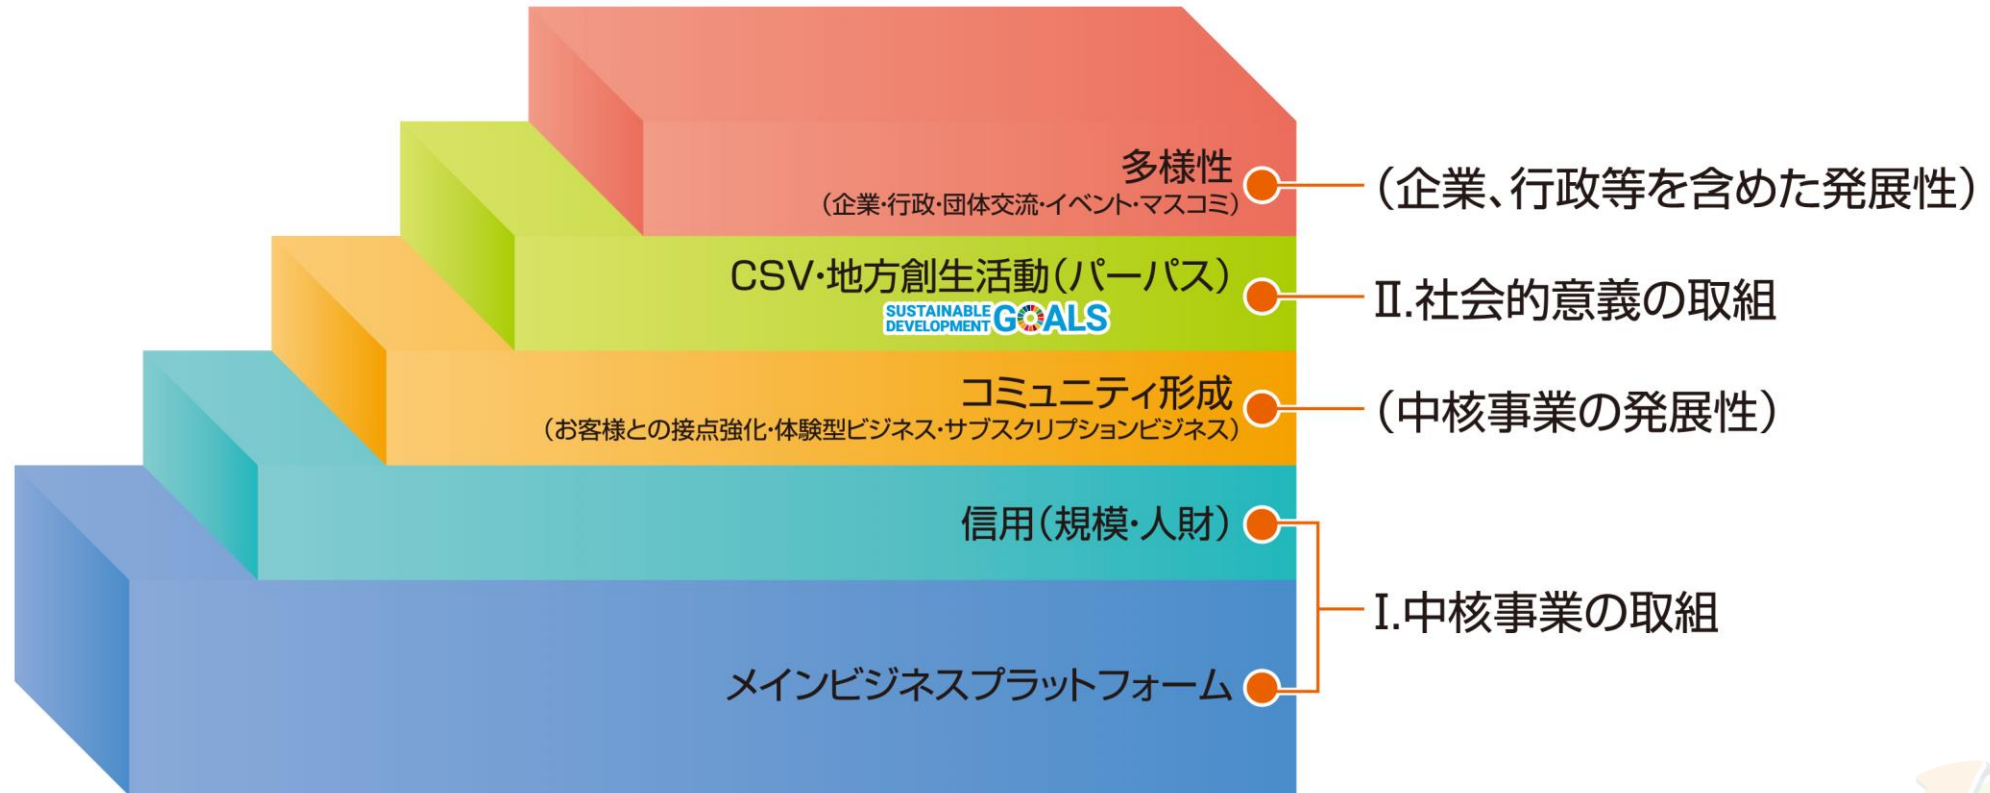 多様性
（企業・行政・団体交流・イベント・マスコミ）
（企業、行政等を含めた発展性）
CSV・地方創生活動（パーパス）
SUSTAINABLE
DEVELOPMENT GOALS
Ⅱ.社会的意義の取組
コミュニティ形成
（お客様との接点強化・体験型ビジネス・サブスクリプションビジネス）
（中核事業の発展性）
信用（規模・人財）
Ⅰ.中核事業の取組
メインビジネスプラットフォーム